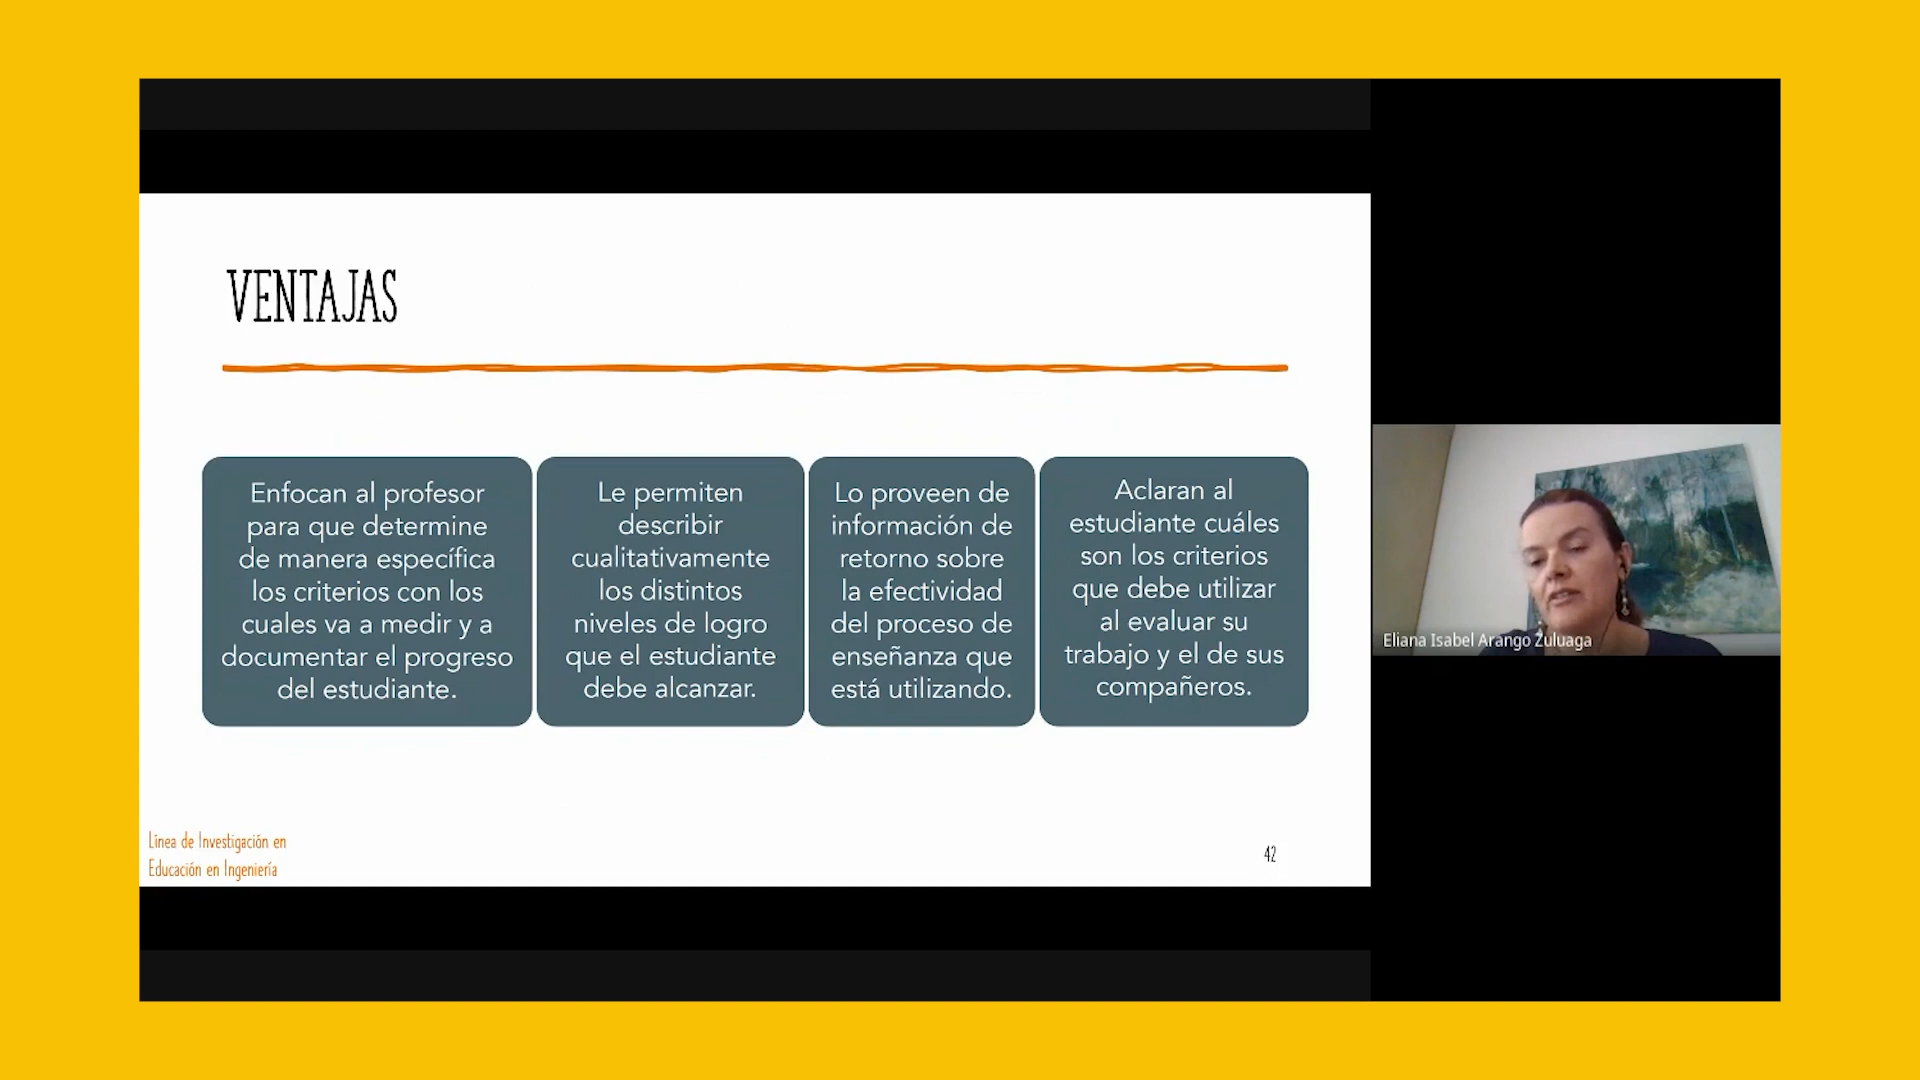 VENTAJAS
Enfocan al profesor
para que determine
de manera específica
los criterios con los
cuales va a medir y a
documentar el progreso
del estudiante.
Le permiten
describir
cualitativamente
los distintos
niveles de logro
que el estudiante
debe alcanzar.
Lo proveen de
información de
retorno sobre
la efectividad
del proceso de
enseñanza que
está utilizando.
Aclaran al
estudiante cuáles
son los criterios
que debe utilizar
al evaluar su
trabajo y el de sus
compañeros.
Eliana Isabel Arango Zuluaga
Línea de Investigación en
Educación en Ingeniería
42